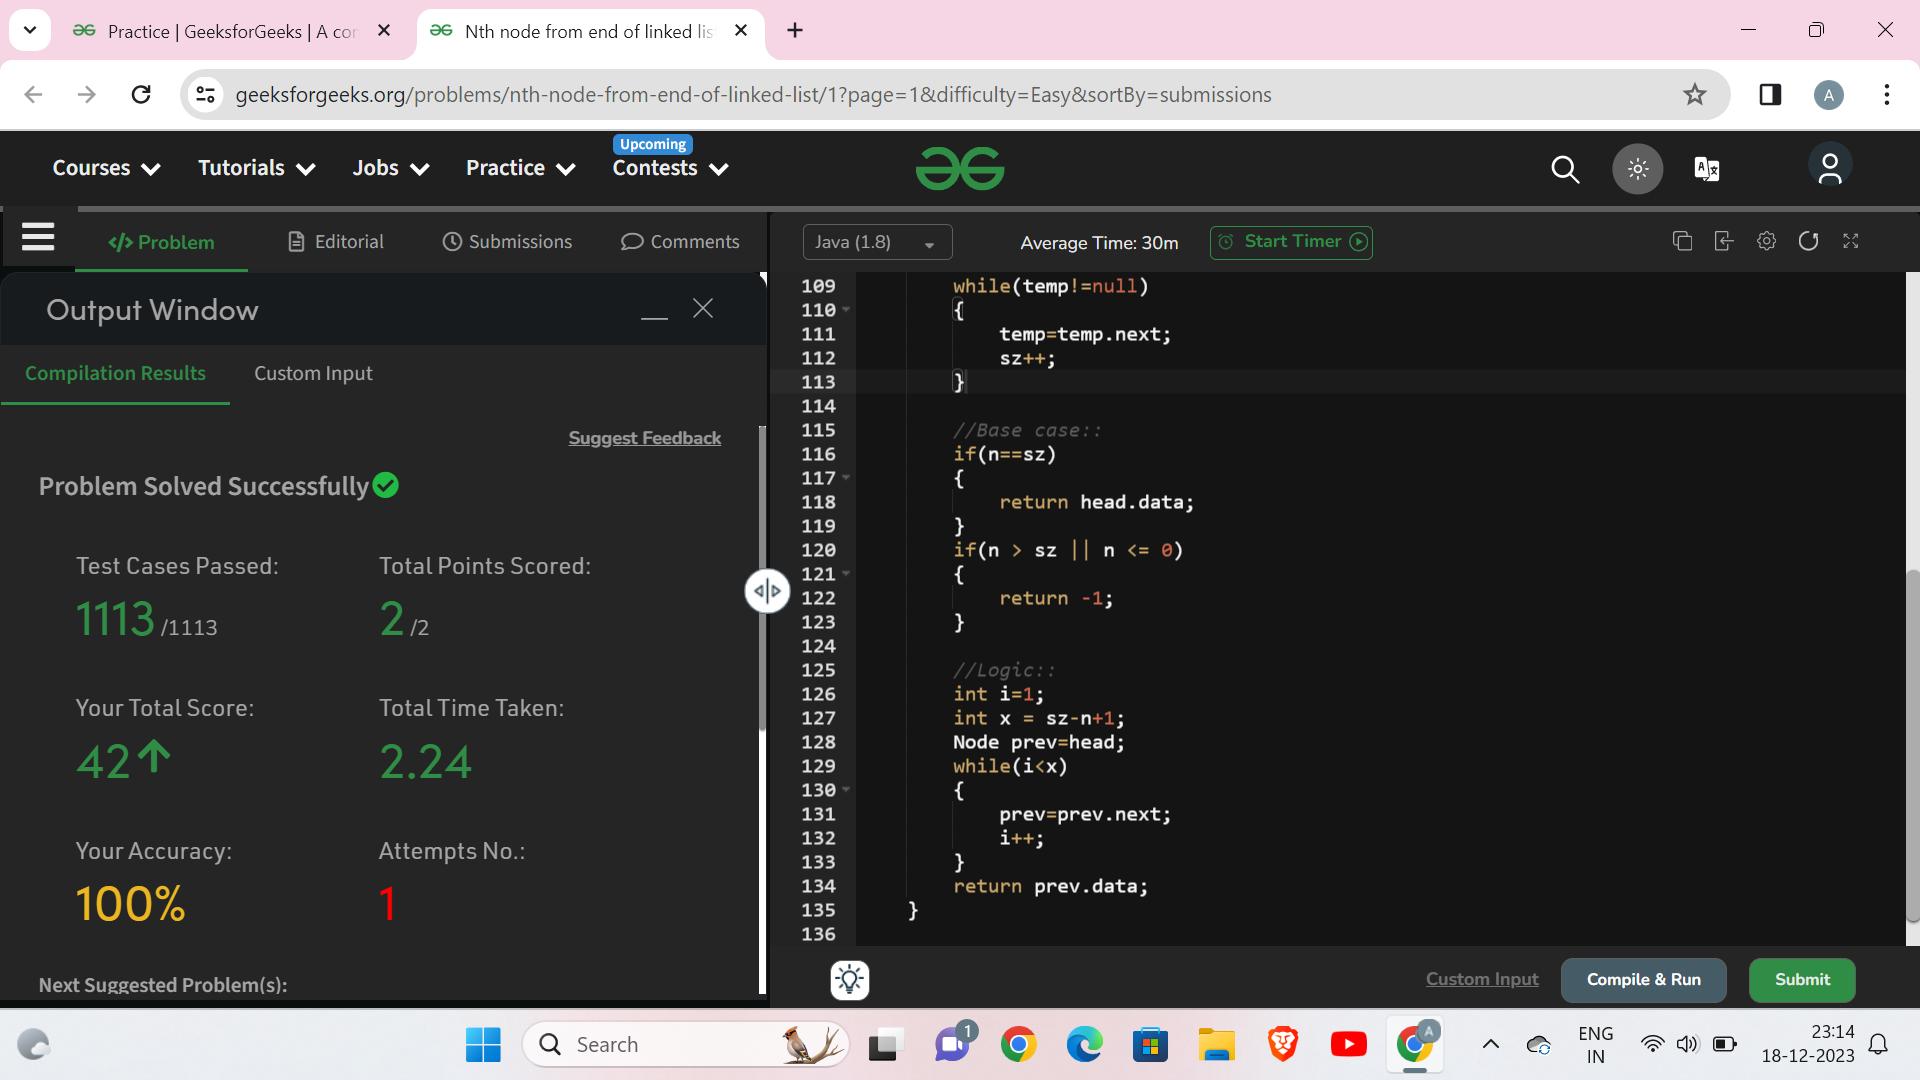 Practice | GeeksforGeeks | A cor
Nth node from end of linked lis
geeksforgeeks.org/problems/nth-node-from-end-of-linked-list/1?page=1&difficulty=Easy&sortBy=submissions
A
Courses
Tutorials
Jobs
Practice
Upcoming
Contests
</> Problem
Editorial
Submissions
Comments
Java (1.8)
Average Time: 30m
Start Timer
Output Window
Compilation Results
Custom Input
Suggest Feedback
Problem Solved Successfully
Test Cases Passed:
1113 /1113
Total Points Scored:
2 /2
Your Total Score:
42↑
Total Time Taken:
2.24
Your Accuracy:
100%
Attempts No.:
1
Next Suggested Problem(s):
109 while(temp!=null)
110 {
111 temp=temp.next;
112 sz++;
113 }
114
115 //Base case::
116 if(n==sz)
117 {
118 return head.data;
119 }
120 if(n > sz || n <= 0)
121 {
122 return -1;
123 }
124
125 //Logic::
126 int i=1;
127 int x = sz-n+1;
128 Node prev=head;
129 while(i<x)
130 {
131 prev=prev.next;
132 i++;
133 }
134 return prev.data;
135 }
136
Custom Input
Compile & Run
Submit
Search
1
A
ENG
IN
23:14
18-12-2023